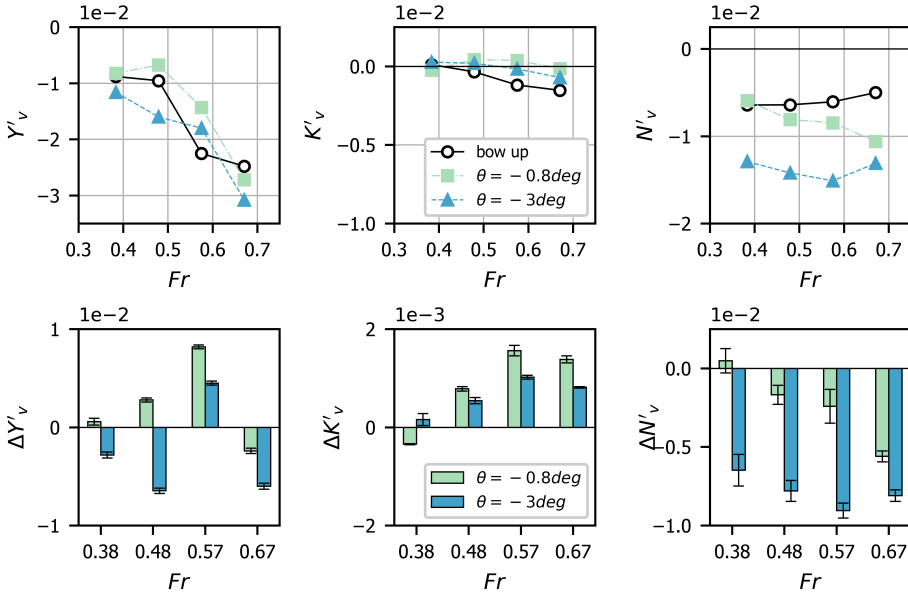 1e−2
0
−1
−2
−3
Y′v
0.3 0.4 0.5 0.6 0.7
Fr
1e−2
0.0
−0.5
−1.0
K′v
bow up
θ = −0.8deg
θ = −3deg
0.3 0.4 0.5 0.6 0.7
Fr
1e−2
0
−1
−2
N′v
0.3 0.4 0.5 0.6 0.7
Fr
1e−2
1
0
−1
ΔY′v
0.38 0.48 0.57 0.67
Fr
1e−3
2
0
−2
ΔK′v
θ = −0.8deg
θ = −3deg
0.38 0.48 0.57 0.67
Fr
1e−2
0.0
−0.5
−1.0
ΔN′v
0.38 0.48 0.57 0.67
Fr